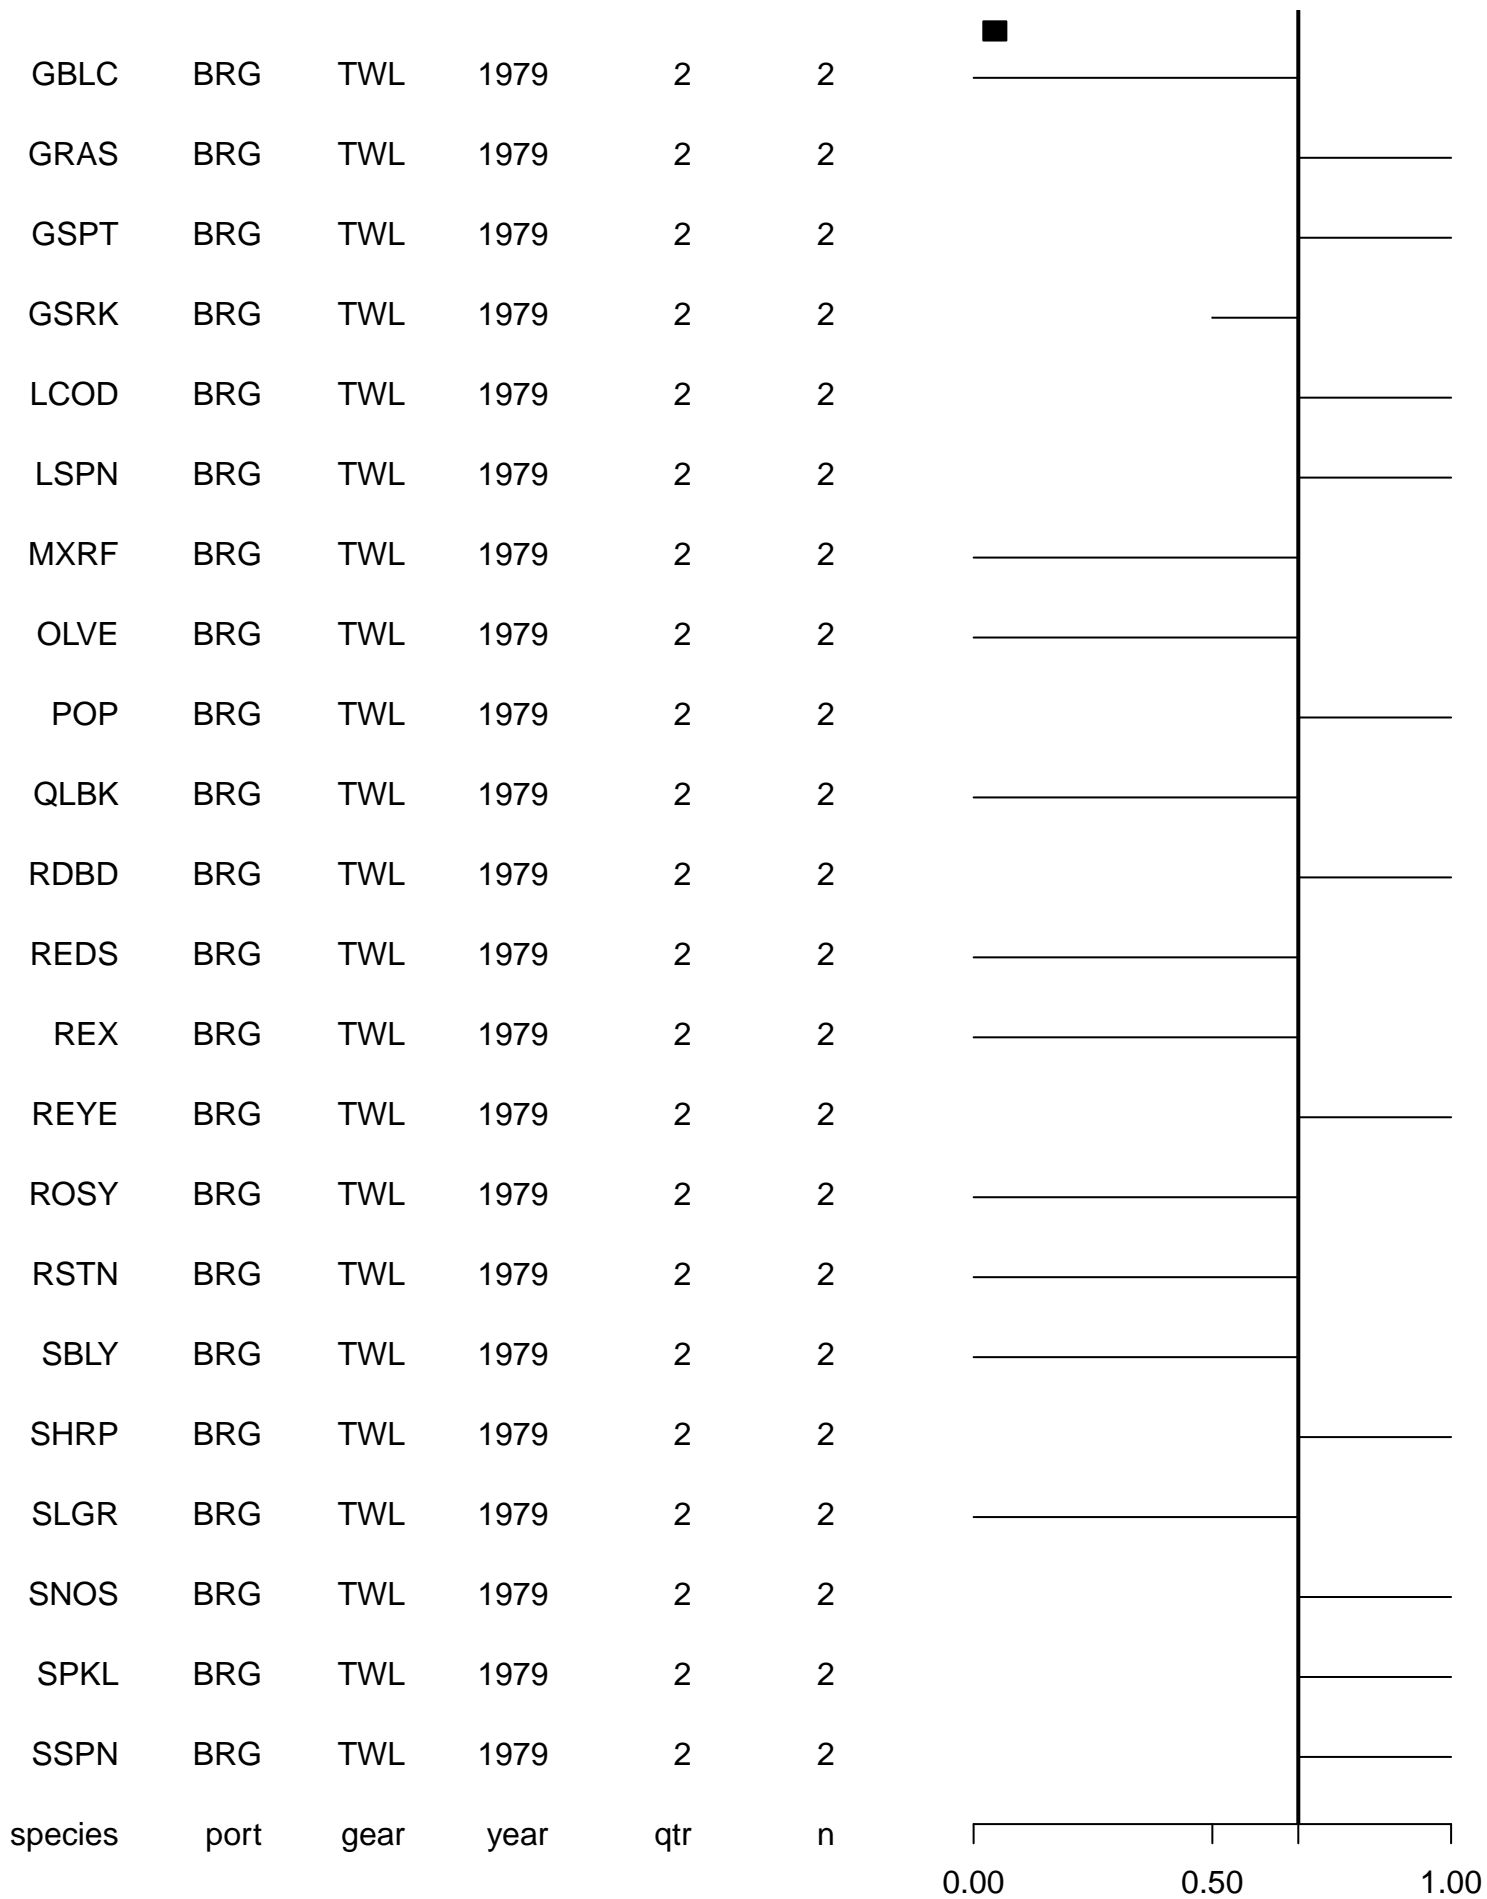 GBLC BRG TWL 1979 2 2
GRAS BRG TWL 1979 2 2
GSPT BRG TWL 1979 2 2
GSRK BRG TWL 1979 2 2
LCOD BRG TWL 1979 2 2
LSPN BRG TWL 1979 2 2
MXRF BRG TWL 1979 2 2
OLVE BRG TWL 1979 2 2
POP BRG TWL 1979 2 2
QLBK BRG TWL 1979 2 2
RDBD BRG TWL 1979 2 2
REDS BRG TWL 1979 2 2
REX BRG TWL 1979 2 2
REYE BRG TWL 1979 2 2
ROSY BRG TWL 1979 2 2
RSTN BRG TWL 1979 2 2
SBLY BRG TWL 1979 2 2
SHRP BRG TWL 1979 2 2
SLGR BRG TWL 1979 2 2
SNOS BRG TWL 1979 2 2
SPKL BRG TWL 1979 2 2
SSPN BRG TWL 1979 2 2
species port gear year qtr n
0.00 0.50 1.00